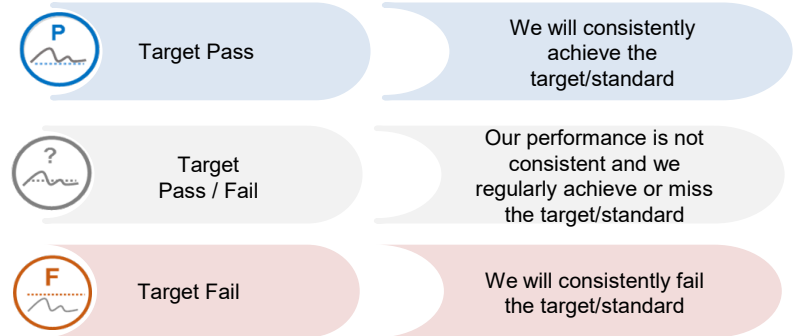 P
Target Pass
We will consistently
achieve the
target/standard
?
Target
Pass / Fail
Our performance is not
consistent and we
regularly achieve or miss
the target/standard
F
Target Fail
We will consistently fail
the target/standard